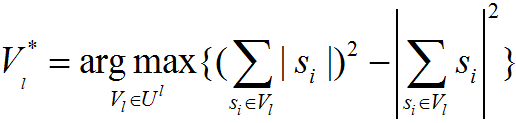 V_l^* = arg max_{V_l ∈ U^l} {(∑_{s_i ∈ V_l} | s_i |)^2 − |∑_{s_i ∈ V_l} s_i|^2 }